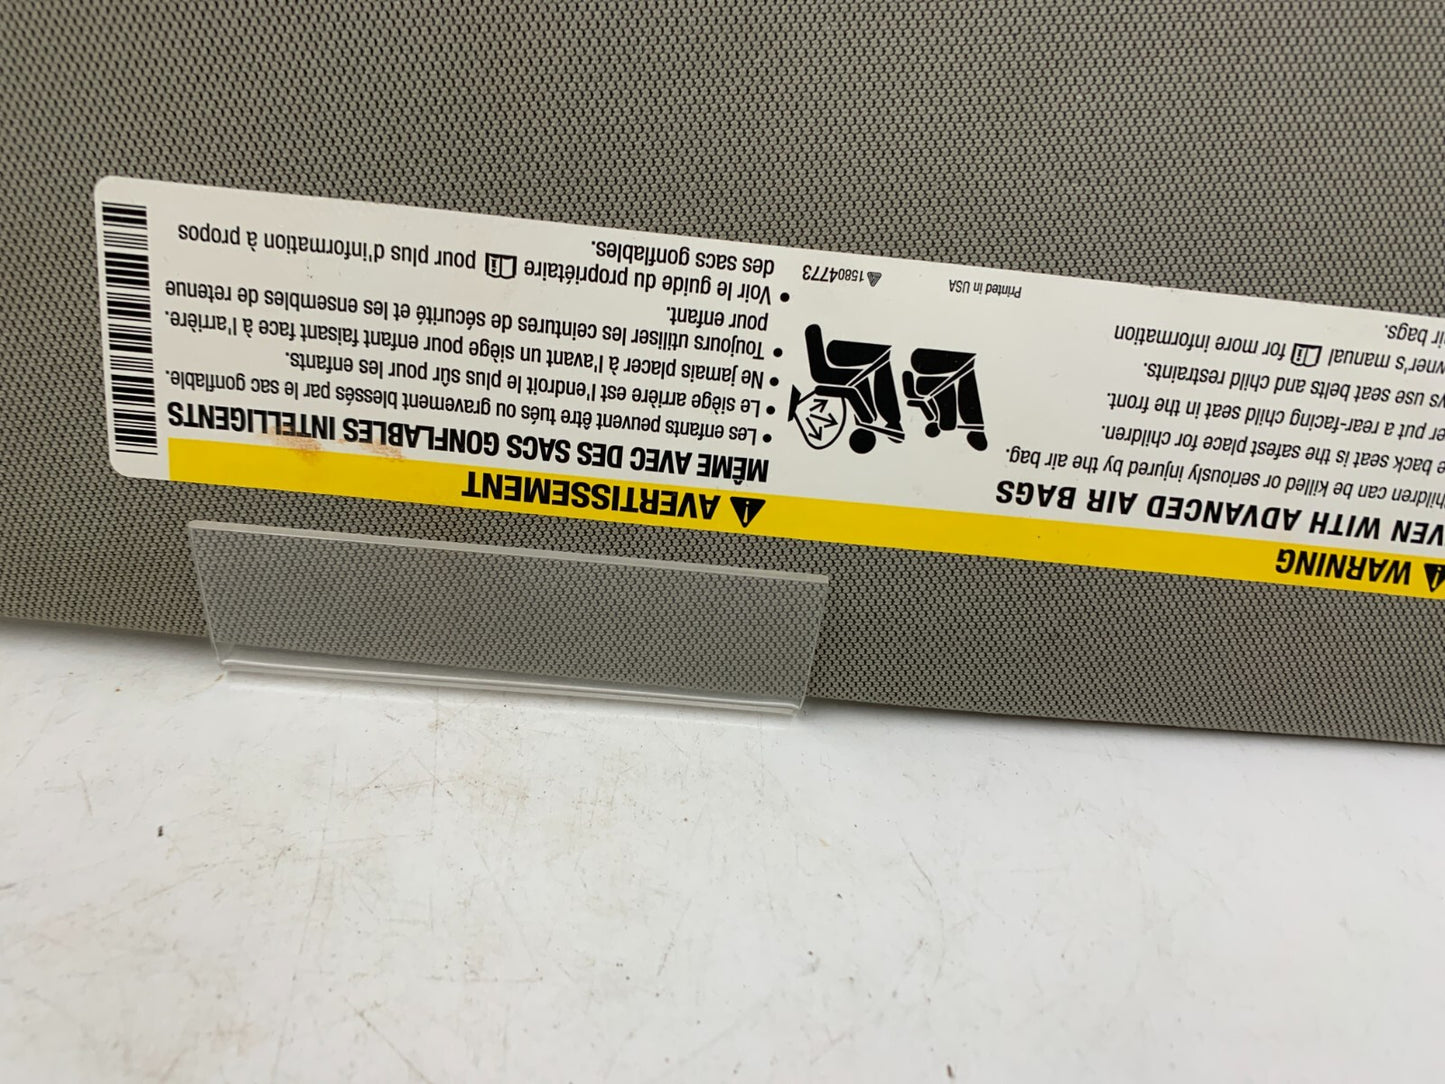 WARNING
VEN WITH ADVANCED AIR BAGS
hildren can be killed or seriously injured by the air bag.
e back seat is the safest place for children.
er put a rear-facing child seat in the front.
ys use seat belts and child restraints.
wner's manual for more information
ir bags.
Printed in USA
15804773
AVERTISSEMENT
MÊME AVEC DES SACS GONFLABLES INTELLIGENTS
• Les enfants peuvent être tués ou gravement blessés par le sac gonflable.
• Le siège arrière est l'endroit le plus sûr pour les enfants.
• Ne jamais placer à l'avant un siège pour enfant faisant face à l'arrière.
• Toujours utiliser les ceintures de sécurité et les ensembles de retenue
pour enfant.
• Voir le guide du propriétaire pour plus d'information à propos
des sacs gonflables.